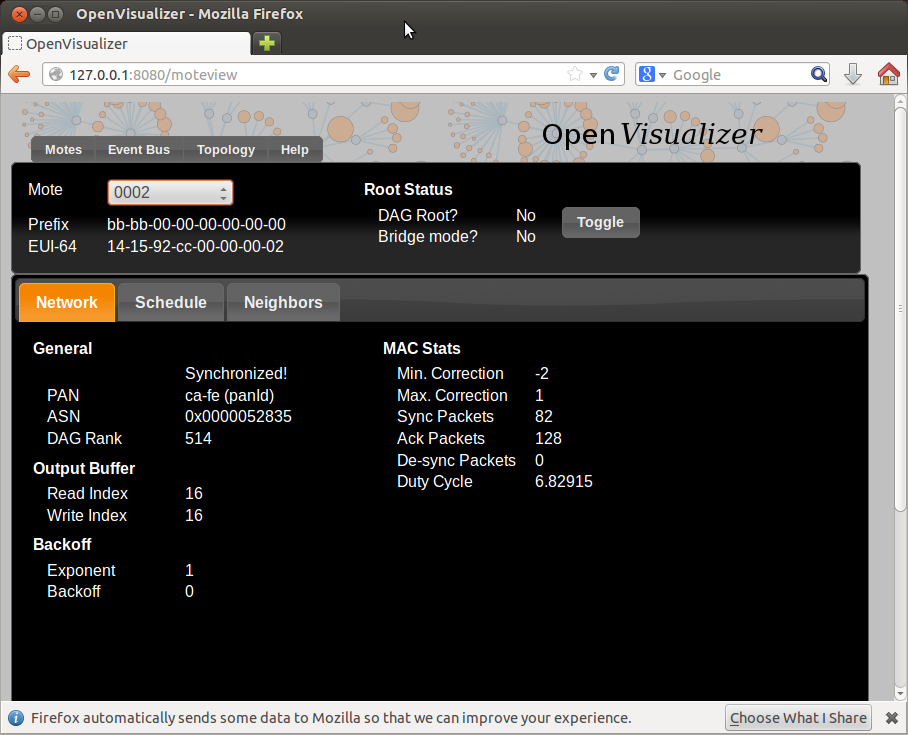 OpenVisualizer - Mozilla Firefox
OpenVisualizer
127.0.0.1:8080/moteview
Google
OpenVisualizer
Motes Event Bus Topology Help
Mote 0002 Root Status
DAG Root? No Toggle
Prefix bb-bb-00-00-00-00-00-00
Bridge mode? No
EUI-64 14-15-92-cc-00-00-00-02
Network Schedule Neighbors
General
Synchronized!
PAN ca-fe (panId)
ASN 0x0000052835
DAG Rank 514
Output Buffer
Read Index 16
Write Index 16
Backoff
Exponent 1
Backoff 0
MAC Stats
Min. Correction -2
Max. Correction 1
Sync Packets 82
Ack Packets 128
De-sync Packets 0
Duty Cycle 6.82915
Firefox automatically sends some data to Mozilla so that we can improve your experience. Choose What I Share